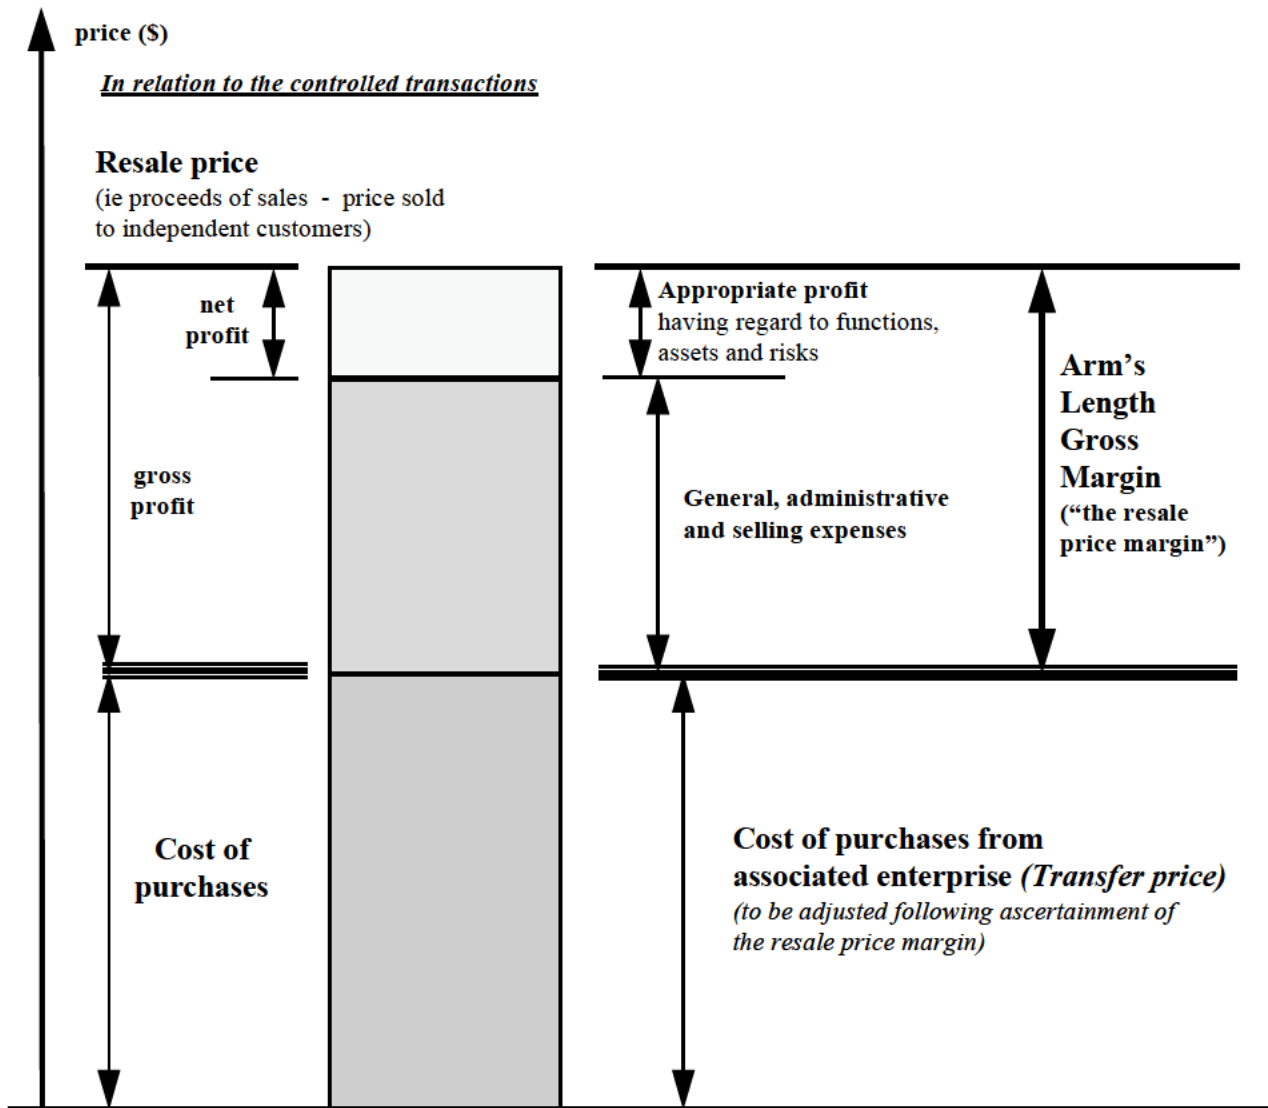 price ($)
In relation to the controlled transactions
Resale price
(ie proceeds of sales - price sold
to independent customers)
net
profit
gross
profit
Cost of
purchases
Appropriate profit
having regard to functions,
assets and risks
General, administrative
and selling expenses
Arm’s
Length
Gross
Margin
(“the resale
price margin”)
Cost of purchases from
associated enterprise (Transfer price)
(to be adjusted following ascertainment of
the resale price margin)